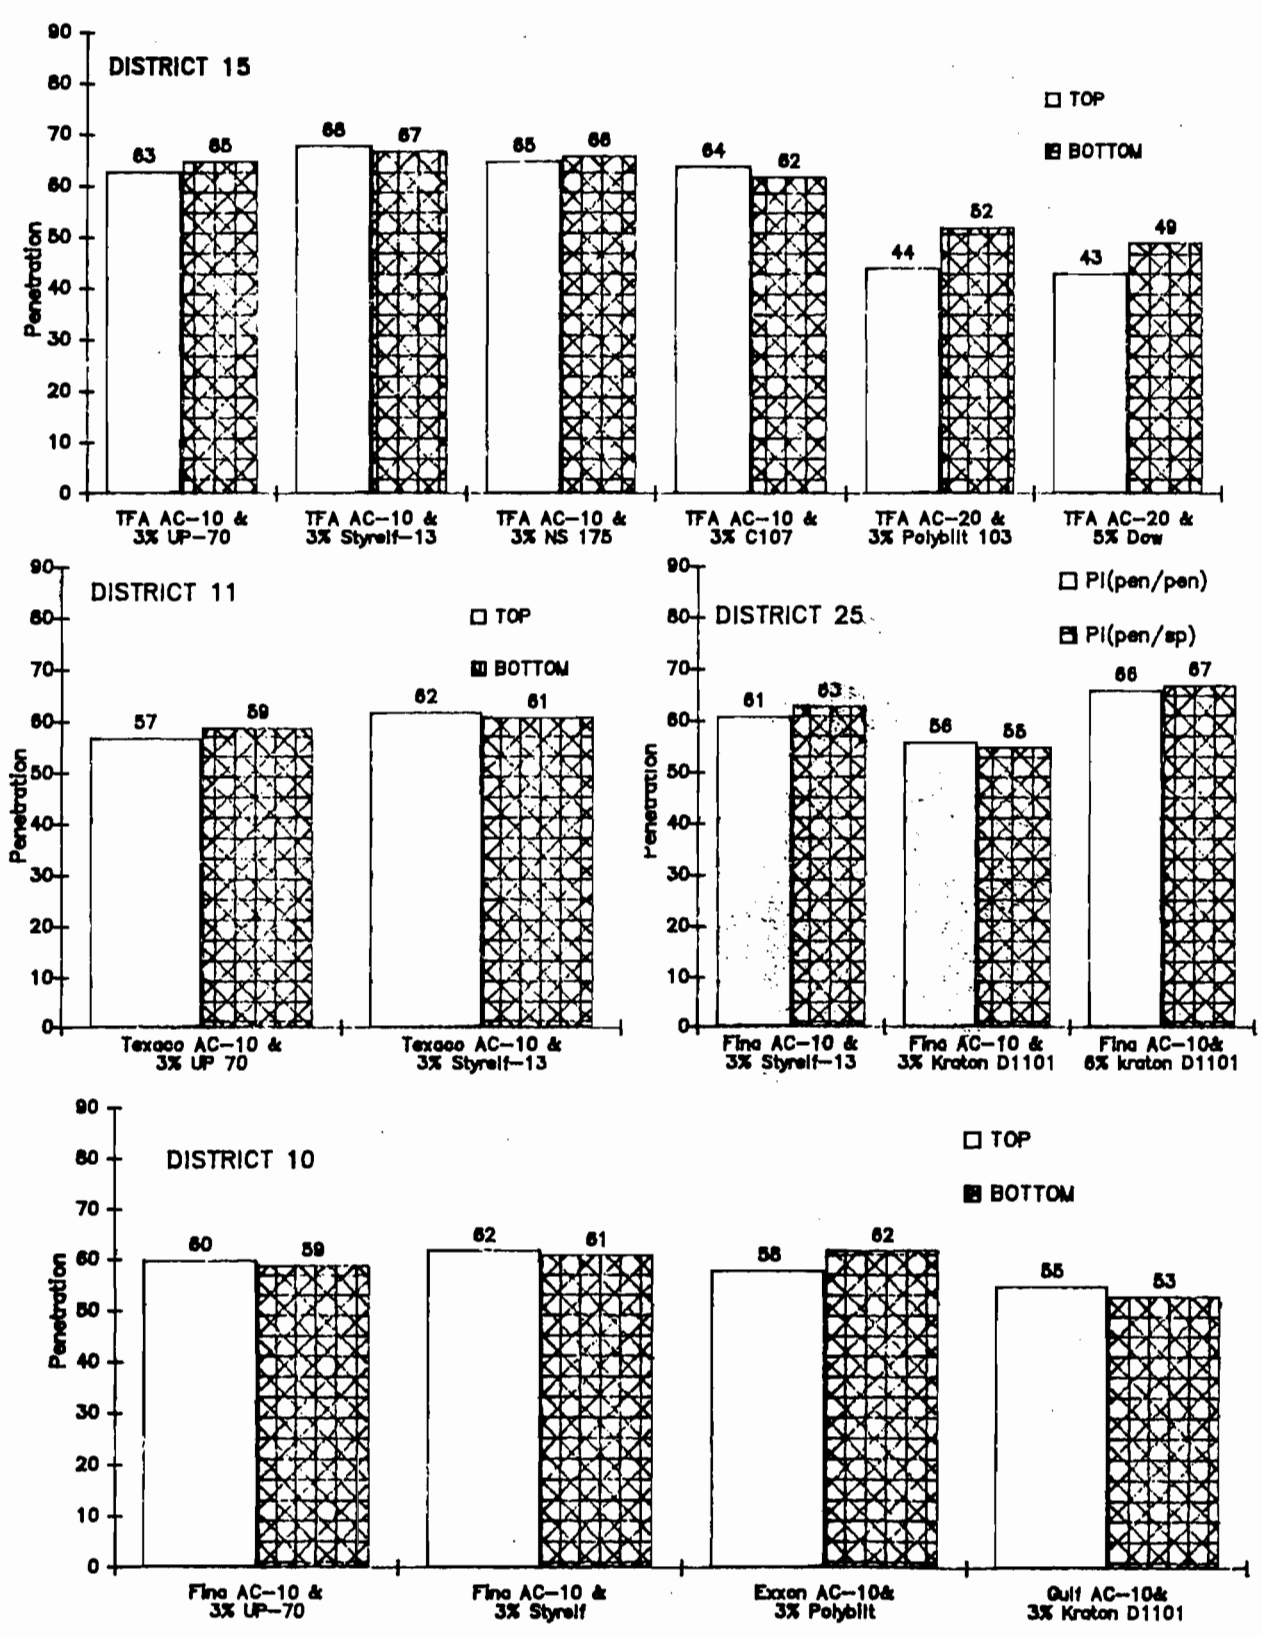 DISTRICT 15
TOP
BOTTOM
Penetration
90
80
70
60
50
40
30
20
10
0
63 65 68 67 65 66 64 62 44 52 43 49
TFA AC-10 &
3% UP-70
TFA AC-10 &
3% Styrelf-13
TFA AC-10 &
3% NS 175
TFA AC-10 &
3% C107
TFA AC-20 &
3% Polybilt 103
TFA AC-20 &
5% Dow
DISTRICT 11
TOP
BOTTOM
Penetration
90
80
70
60
50
40
30
20
10
0
57 59 62 61
Texaco AC-10 &
3% UP 70
Texaco AC-10 &
3% Styrelf-13
DISTRICT 25
PI(pen/pen)
PI(pen/sp)
Penetration
90
80
70
60
50
40
30
20
10
0
61 63 56 55 66 67
Fina AC-10 &
3% Styrelf-13
Fina AC-10 &
3% Kraton D1101
Fina AC-10&
6% kraton D1101
DISTRICT 10
TOP
BOTTOM
Penetration
90
80
70
60
50
40
30
20
10
0
60 59 62 61 58 62 55 53
Fina AC-10 &
3% UP-70
Fina AC-10 &
3% Styrelf
Exxon AC-10&
3% Polybilt
Gulf AC-10&
3% Kraton D1101